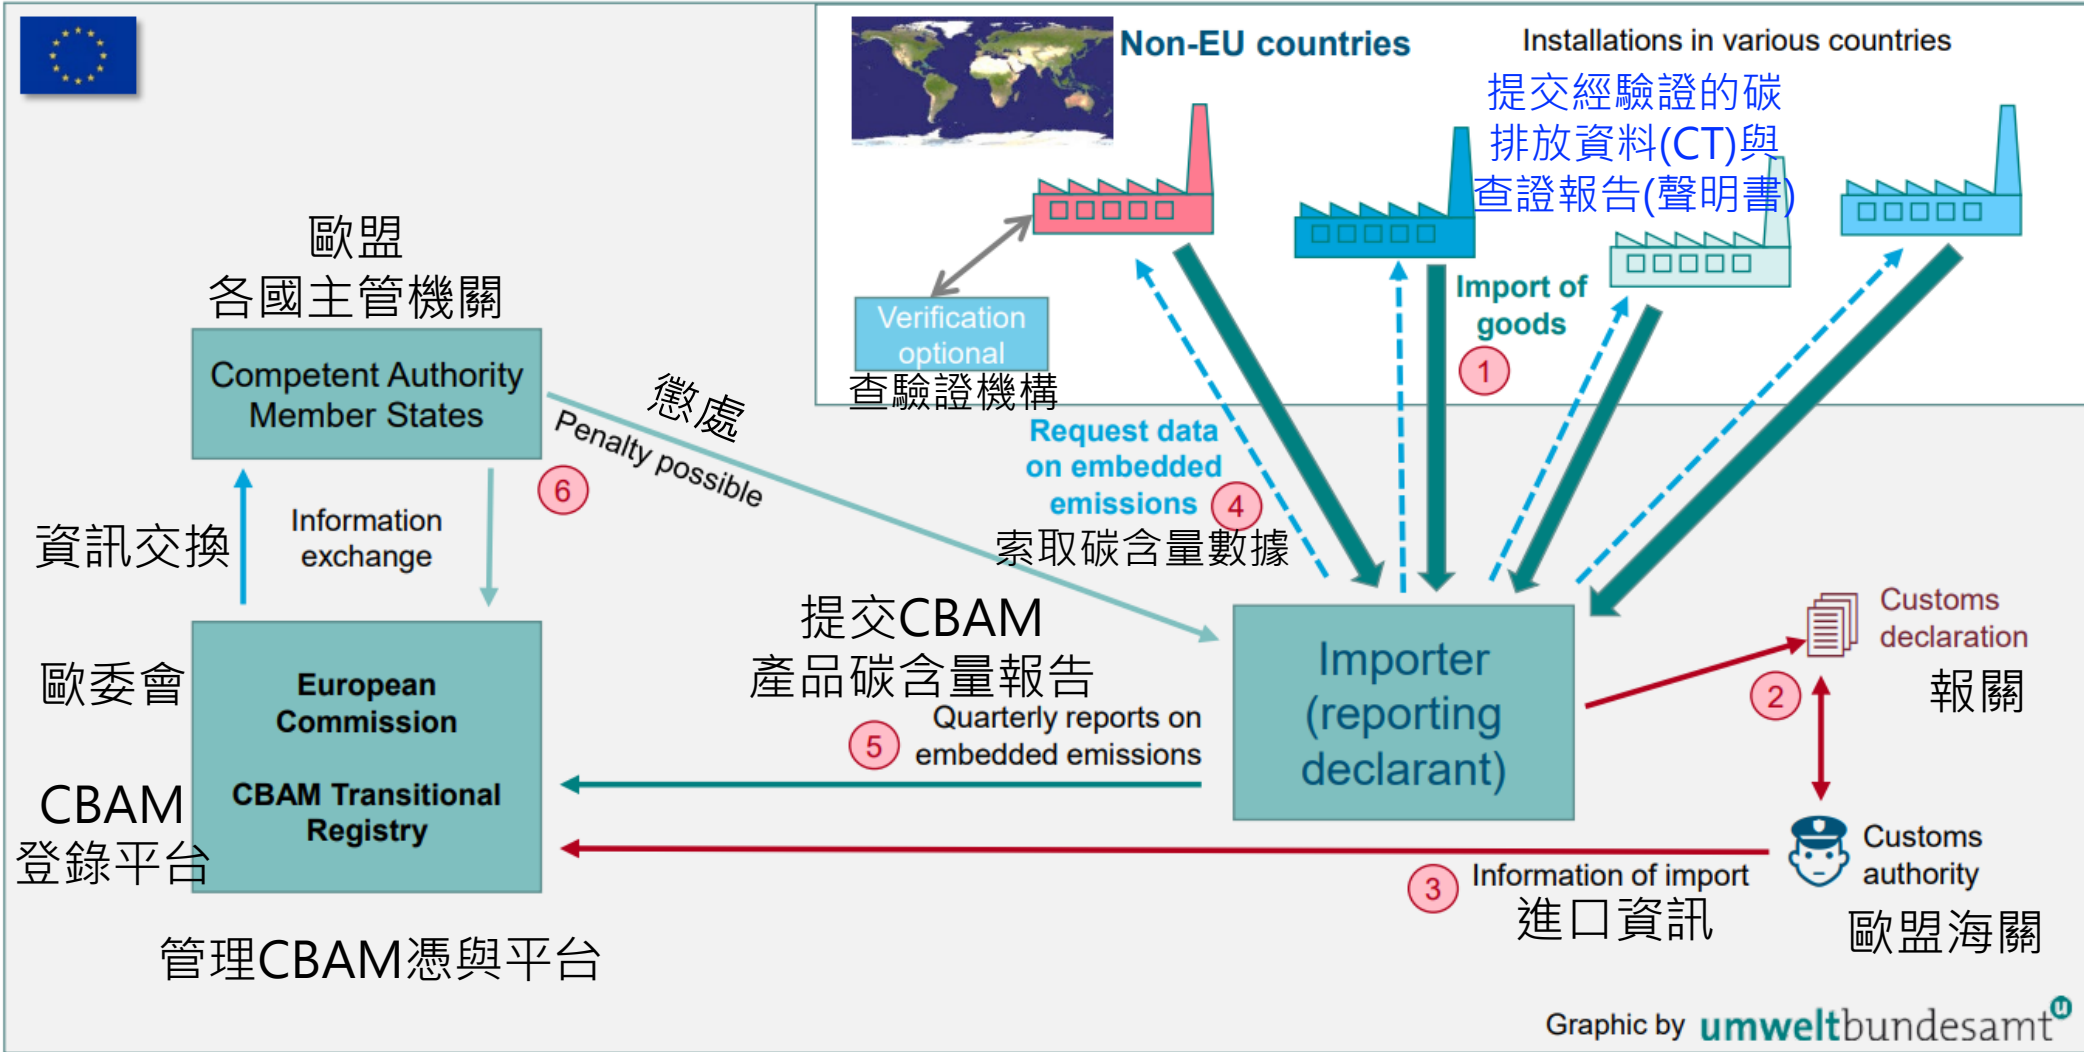 Non-EU countries
Installations in various countries
提交經驗證的碳
排放資料(CT)與
查證報告(聲明書)
歐盟
各國主管機關
Competent Authority
Member States
Verification
optional
查驗證機構
Import of
goods
1
懲處
Penalty possible
6
Request data
on embedded
emissions
4
索取碳含量數據
資訊交換
Information
exchange
提交CBAM
產品碳含量報告
5
Quarterly reports on
embedded emissions
Importer
(reporting
declarant)
Customs
declaration
2
報關
歐委會
European
Commission
CBAM
登錄平台
CBAM Transitional
Registry
Customs
authority
歐盟海關
3
Information of import
進口資訊
管理CBAM憑與平台
Graphic by umweltbundesamt
u